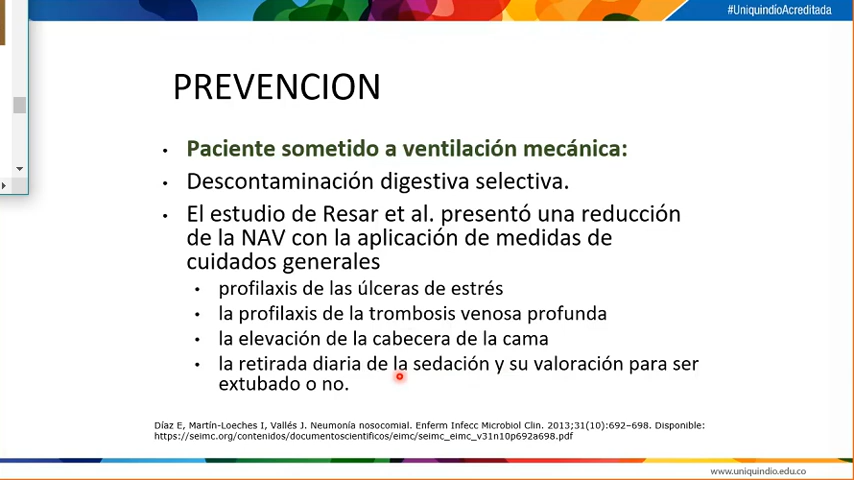 #UniquindíoAcreditada
PREVENCION
• Paciente sometido a ventilación mecánica:
• Descontaminación digestiva selectiva.
• El estudio de Resar et al. presentó una reducción
de la NAV con la aplicación de medidas de
cuidados generales
• profilaxis de las úlceras de estrés
• la profilaxis de la trombosis venosa profunda
• la elevación de la cabecera de la cama
• la retirada diaria de la sedación y su valoración para ser
extubado o no.
Díaz E, Martín-Loeches I, Vallés J. Neumonía nosocomial. Enferm Infecc Microbiol Clin. 2013;31(10):692–698. Disponible:
https://seimc.org/contenidos/documentoscientificos/eimc/seimc_eimc_v31n10p692a698.pdf
www.uniquindio.edu.co